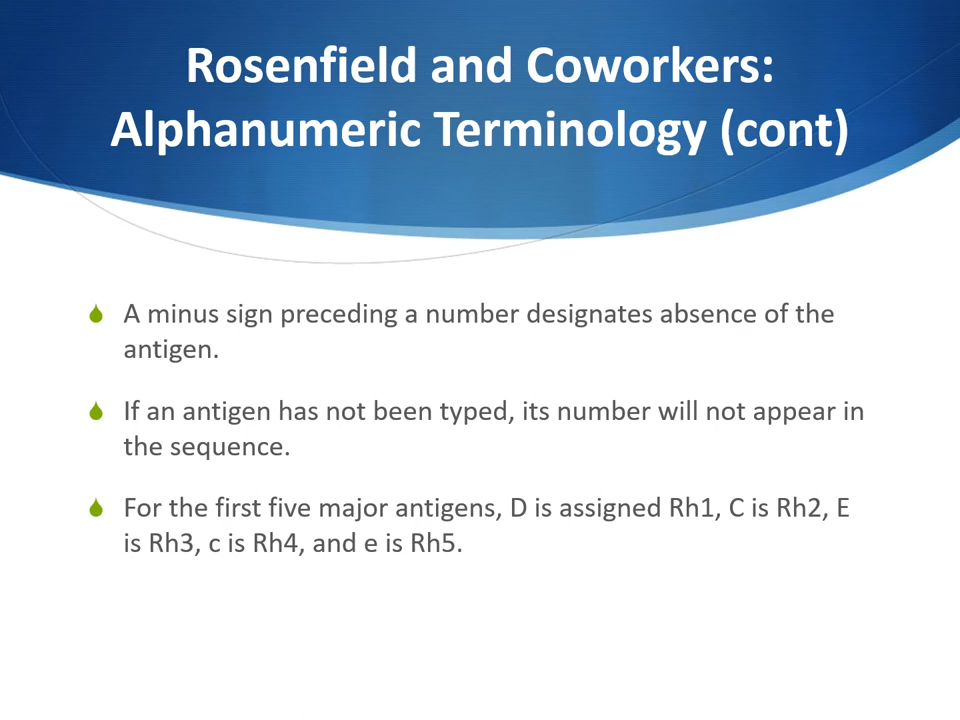 Rosenfield and Coworkers:
Alphanumeric Terminology (cont)
A minus sign preceding a number designates absence of the
antigen.
If an antigen has not been typed, its number will not appear in
the sequence.
For the first five major antigens, D is assigned Rh1, C is Rh2, E
is Rh3, c is Rh4, and e is Rh5.